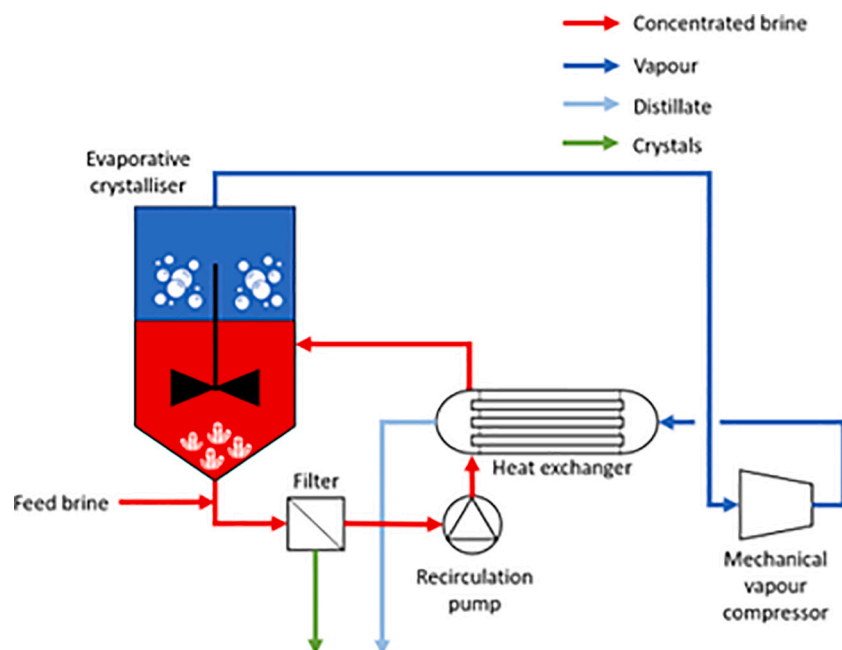 Concentrated brine
Vapour
Distillate
Crystals
Evaporative
crystalliser
Heat exchanger
Filter
Feed brine
Recirculation
pump
Mechanical
vapour
compressor